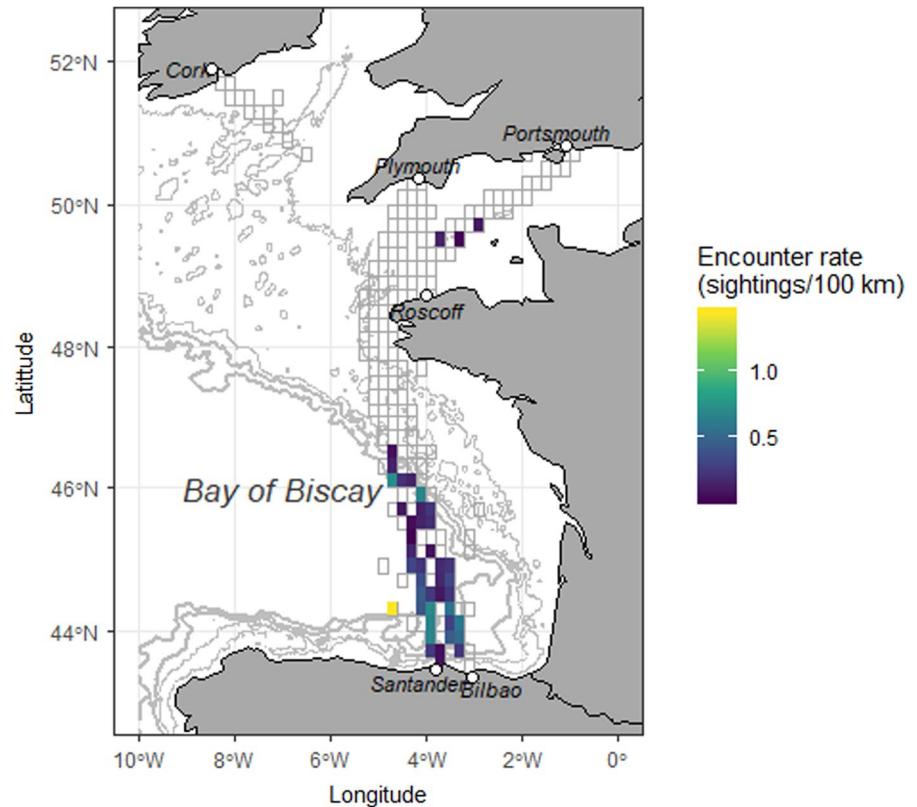 52°N
50°N
48°N
46°N
44°N
Latittude
Cork
Portsmouth
Plymouth
Roscoff
Bay of Biscay
Santander
Bilbao
10°W
8°W
6°W
4°W
2°W
0°
Longitude
Encounter rate
(sightings/100 km)
1.0
0.5